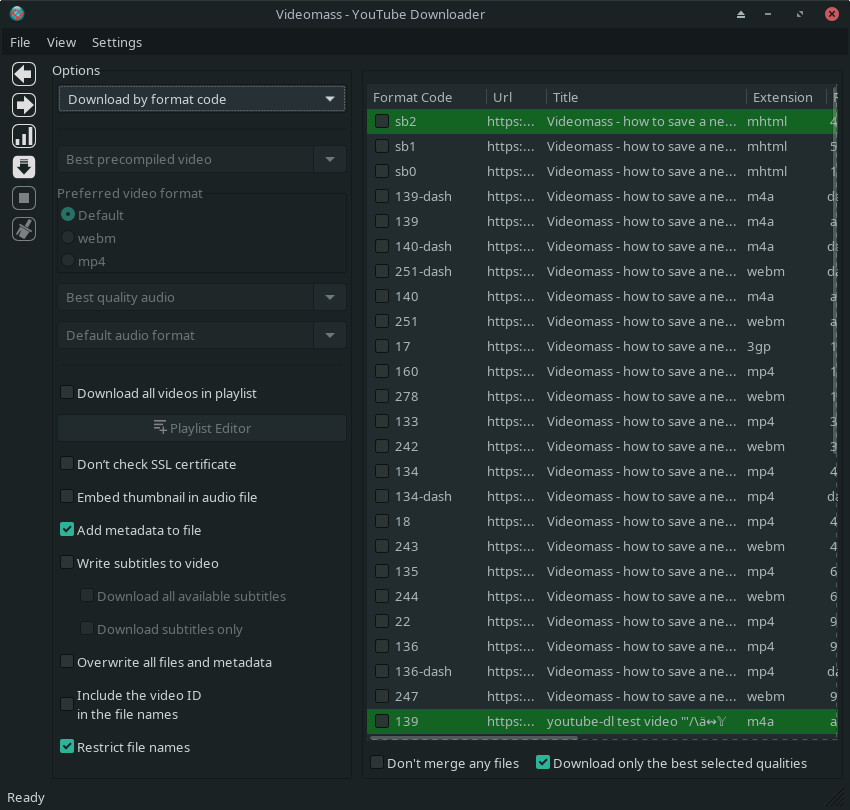 Videomass - YouTube Downloader
File View Settings
Options
Download by format code
Best precompiled video
Preferred video format
Default
webm
mp4
Best quality audio
Default audio format
Download all videos in playlist
Playlist Editor
Don't check SSL certificate
Embed thumbnail in audio file
Add metadata to file
Write subtitles to video
Download all available subtitles
Download subtitles only
Overwrite all files and metadata
Include the video ID
in the file names
Restrict file names
Format Code Url Title Extension
sb2 https:... Videomass - how to save a ne... mhtml 4
sb1 https:... Videomass - how to save a ne... mhtml 5
sb0 https:... Videomass - how to save a ne... mhtml 1
139-dash https:... Videomass - how to save a ne... m4a
139 https:... Videomass - how to save a ne... m4a
140-dash https:... Videomass - how to save a ne... m4a
251-dash https:... Videomass - how to save a ne... webm
140 https:... Videomass - how to save a ne... m4a
251 https:... Videomass - how to save a ne... webm
17 https:... Videomass - how to save a ne... 3gp
160 https:... Videomass - how to save a ne... mp4
278 https:... Videomass - how to save a ne... webm
133 https:... Videomass - how to save a ne... mp4
242 https:... Videomass - how to save a ne... webm
134 https:... Videomass - how to save a ne... mp4
134-dash https:... Videomass - how to save a ne... mp4
18 https:... Videomass - how to save a ne... mp4
243 https:... Videomass - how to save a ne... webm
135 https:... Videomass - how to save a ne... mp4
244 https:... Videomass - how to save a ne... webm
22 https:... Videomass - how to save a ne... mp4
136 https:... Videomass - how to save a ne... mp4
136-dash https:... Videomass - how to save a ne... mp4
247 https:... Videomass - how to save a ne... webm
139 https:... youtube-dl test video "'/\ä↭𝕐 m4a
Don't merge any files Download only the best selected qualities
Ready